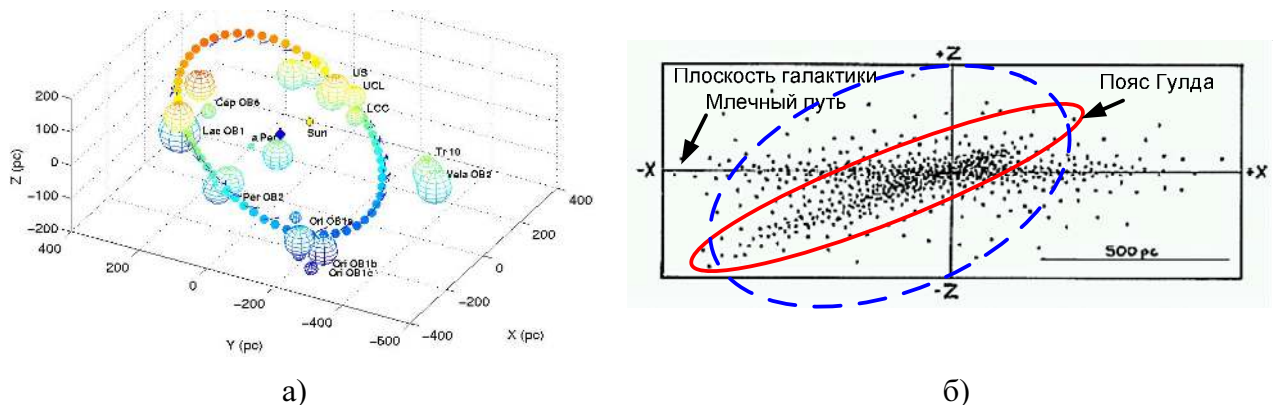 200
100
0
-100
-200
Z (pc)
400
200
0
-200
-400
-500
Y (pc)
-400
-200
0
200
400
X (pc)
US
UCL
LCC
Cep OB6
Lac OB1
a Per
Sun
Tr 10
Vela OB2
Per OB2
Ori OB1a
Ori OB1b
Ori OB1c
а)
+Z
Плоскость галактики
Млечный путь
Пояс Гулда
-X
+X
500 pc
-Z
б)